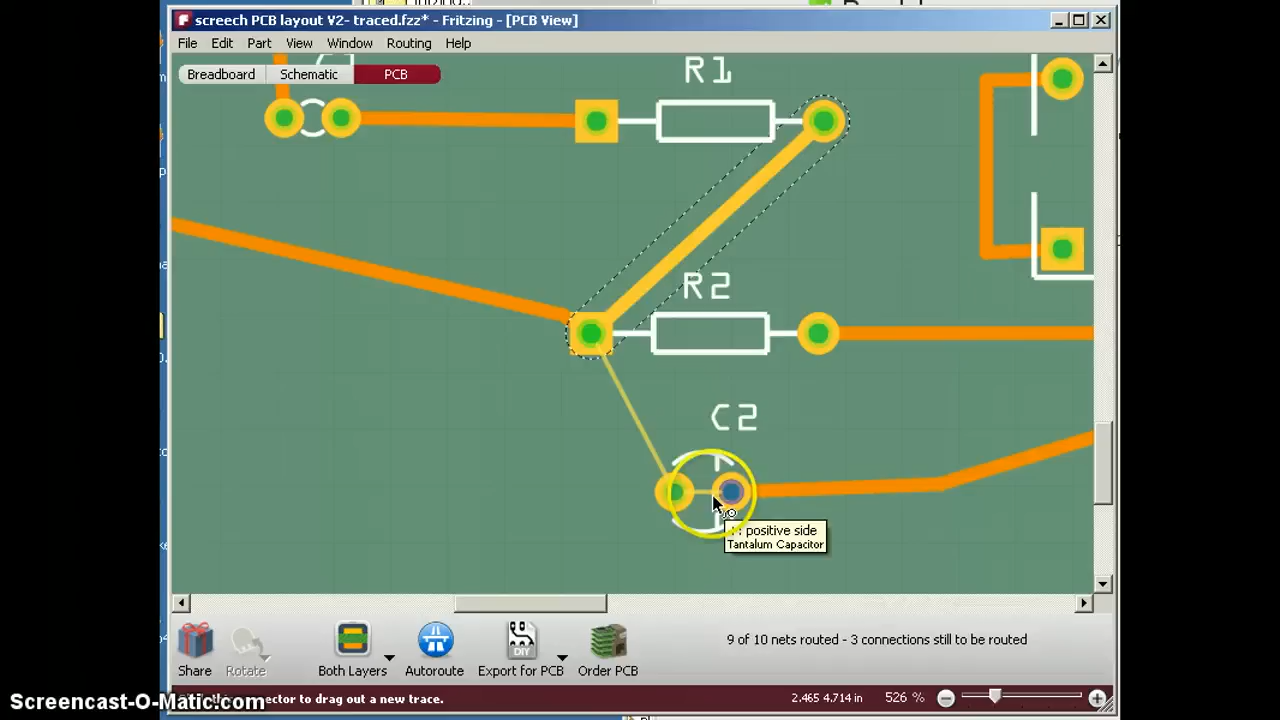 screech PCB layout V2- traced.fzz* - Fritzing - [PCB View]
File Edit Part View Window Routing Help
Breadboard Schematic PCB
R1
R2
C2
positive side
Tantalum Capacitor
9 of 10 nets routed - 3 connections still to be routed
Share Rotate Both Layers Autoroute Export for PCB Order PCB
DIY
connector to drag out a new trace.
2.465 4.714 in 526 %
Screencast-O-Matic.com